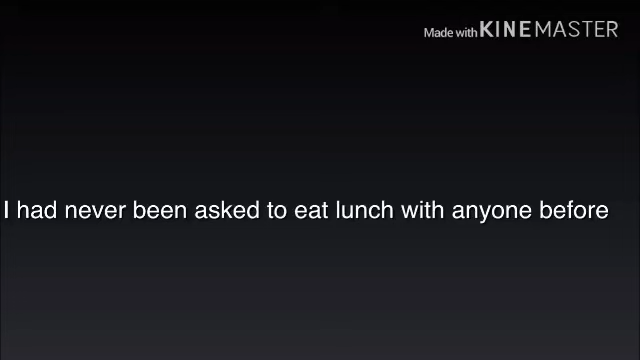 Made with KINEMASTER
I had never been asked to eat lunch with anyone before